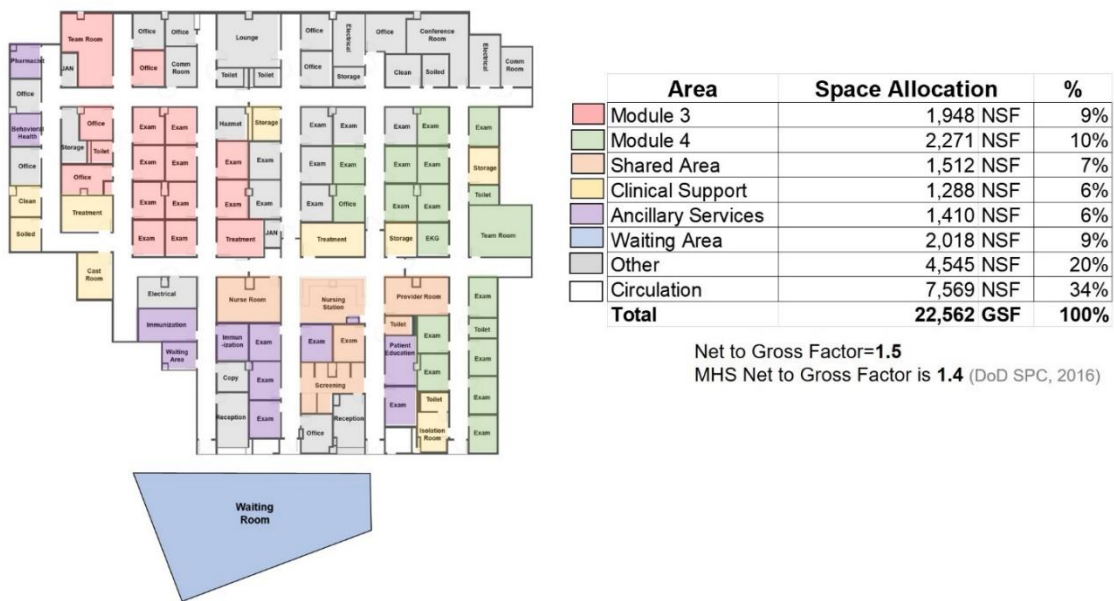 Team Room
Office
Office
Lounge
Office
Electrical
Office
Conference
Room
Electrical
Comm
Room
Pharmacist
JAN
Office
Comm
Room
Toilet
Toilet
Storage
Clean
Soiled
Office
Behavioral
Health
Storage
Office
Toilet
Office
Office
Clean
Treatment
Soiled
Cast
Room
Exam
Exam
Hazmat
Storage
Exam
Exam
Exam
Exam
Exam
Exam
Exam
Exam
Exam
Exam
Exam
Exam
Exam
Storage
Exam
Exam
Exam
Exam
Exam
Office
Exam
Exam
Toilet
Exam
Exam
Treatment
JAN
Treatment
Storage
EKG
Team Room
Electrical
Nurse Room
Nursing
Station
Provider Room
Exam
Immunization
Immun
-ization
Exam
Exam
Exam
Toilet
Patient
Education
Exam
Toilet
Waiting
Area
Copy
Exam
Screening
Exam
Exam
Reception
Exam
Office
Reception
Exam
Toilet
Isolation
Room
Exam
Exam
Waiting
Room
Area Space Allocation %
Module 3 1,948 NSF 9%
Module 4 2,271 NSF 10%
Shared Area 1,512 NSF 7%
Clinical Support 1,288 NSF 6%
Ancillary Services 1,410 NSF 6%
Waiting Area 2,018 NSF 9%
Other 4,545 NSF 20%
Circulation 7,569 NSF 34%
Total 22,562 GSF 100%
Net to Gross Factor=1.5
MHS Net to Gross Factor is 1.4 (DoD SPC, 2016)